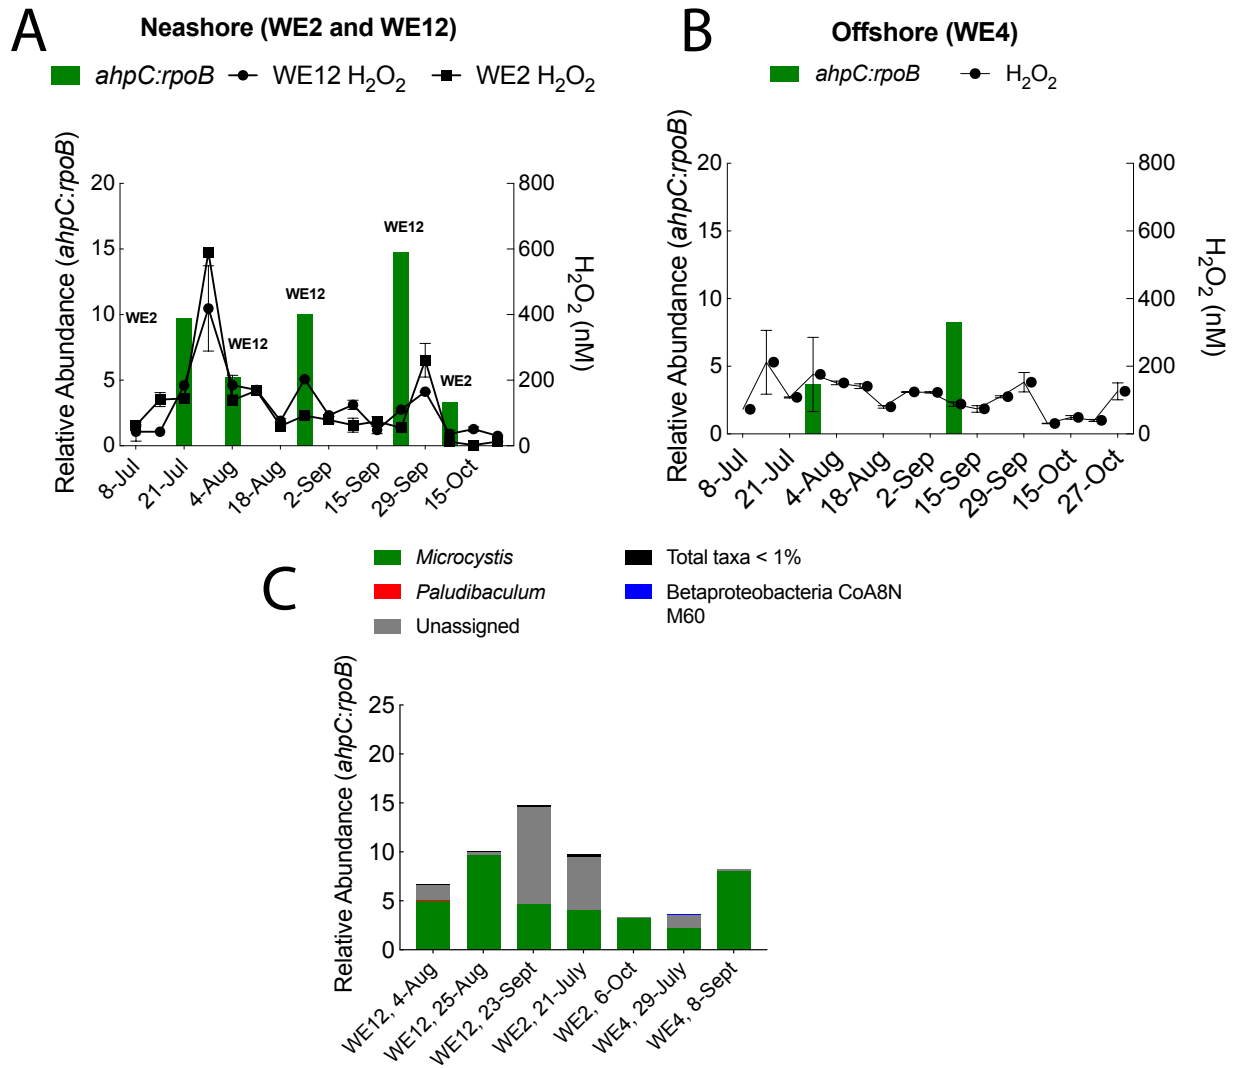 A
Neashore (WE2 and WE12)
ahpC:rpoB WE12 H₂O₂ WE2 H₂O₂
Relative Abundance (ahpC:rpoB)
20
15
10
5
0
WE2
WE12
WE12
WE12
WE2
800
600
400
200
0
H₂O₂ (nM)
8-Jul
21-Jul
4-Aug
18-Aug
2-Sep
15-Sep
29-Sep
15-Oct
B
Offshore (WE4)
ahpC:rpoB H₂O₂
Relative Abundance (ahpC:rpoB)
20
15
10
5
0
800
600
400
200
0
H₂O₂ (nM)
8-Jul
21-Jul
4-Aug
18-Aug
2-Sep
15-Sep
29-Sep
15-Oct
27-Oct
C
Microcystis
Paludibaculum
Unassigned
Total taxa < 1%
Betaproteobacteria CoA8N
M60
Relative Abundance (ahpC:rpoB)
25
20
15
10
5
0
WE12, 4-Aug
WE12, 25-Aug
WE12, 23-Sept
WE2, 21-July
WE2, 6-Oct
WE4, 29-July
WE4, 8-Sept